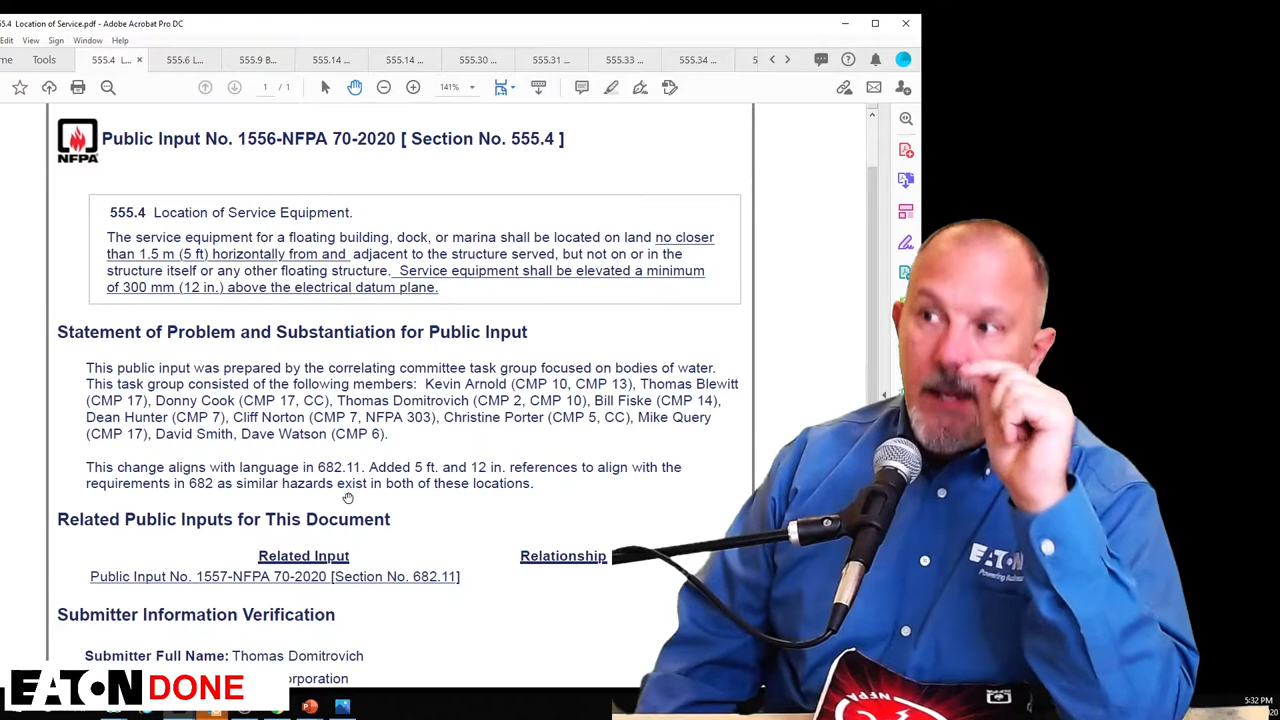 55.4 Location of Service.pdf - Adobe Acrobat Pro DC
Edit View Sign Window Help
me Tools 555.4 L... × 555.6 L... 555.9 B... 555.14 ... 555.14 ... 555.30 ... 555.31 ... 555.33 ... 555.34 ... 5
1 / 1 141%
NFPA
Public Input No. 1556-NFPA 70-2020 [ Section No. 555.4 ]
555.4 Location of Service Equipment.
The service equipment for a floating building, dock, or marina shall be located on land no closer
than 1.5 m (5 ft) horizontally from and adjacent to the structure served, but not on or in the
structure itself or any other floating structure. Service equipment shall be elevated a minimum
of 300 mm (12 in.) above the electrical datum plane.
Statement of Problem and Substantiation for Public Input
This public input was prepared by the correlating committee task group focused on bodies of water.
This task group consisted of the following members: Kevin Arnold (CMP 10, CMP 13), Thomas Blewitt
(CMP 17), Donny Cook (CMP 17, CC), Thomas Domitrovich (CMP 2, CMP 10), Bill Fiske (CMP 14),
Dean Hunter (CMP 7), Cliff Norton (CMP 7, NFPA 303), Christine Porter (CMP 5, CC), Mike Query
(CMP 17), David Smith, Dave Watson (CMP 6).
This change aligns with language in 682.11. Added 5 ft. and 12 in. references to align with the
requirements in 682 as similar hazards exist in both of these locations.
Related Public Inputs for This Document
Related Input Relationship
Public Input No. 1557-NFPA 70-2020 [Section No. 682.11]
Submitter Information Verification
Submitter Full Name: Thomas Domitrovich
orporation
EATON DONE
EATON
NFPA
5:32 PM